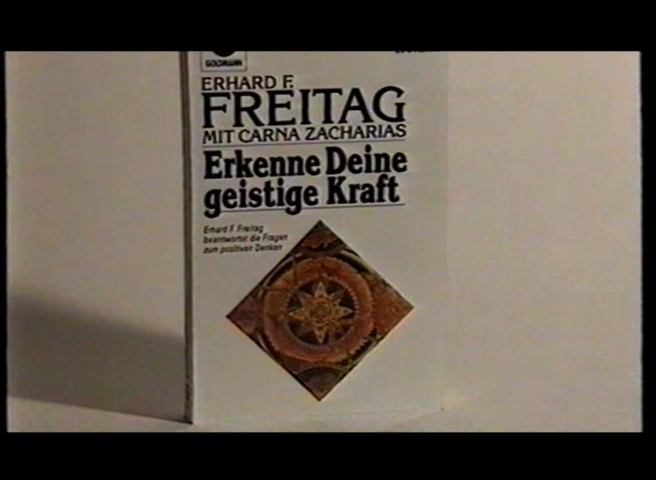 GOLDMANN
ERHARD F.
FREITAG
MIT CARNA ZACHARIAS
Erkenne Deine
geistige Kraft
Erhard F. Freitag
beantwortet die Fragen
zum positiven Denken